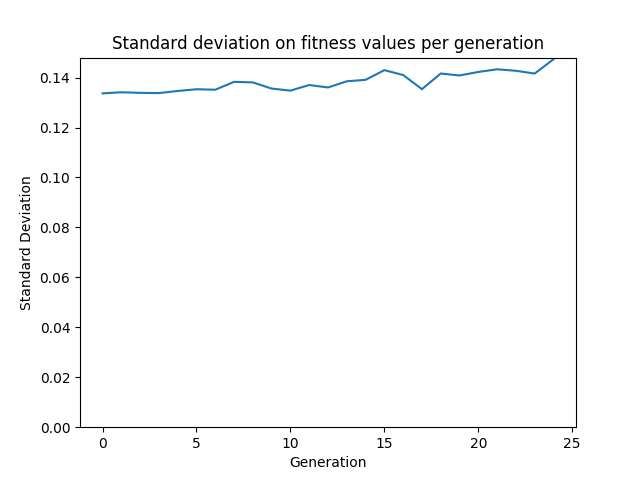 Standard deviation on fitness values per generation
0.14
0.12
0.10
0.08
0.06
0.04
0.02
0.00
Standard Deviation
0 5 10 15 20 25
Generation